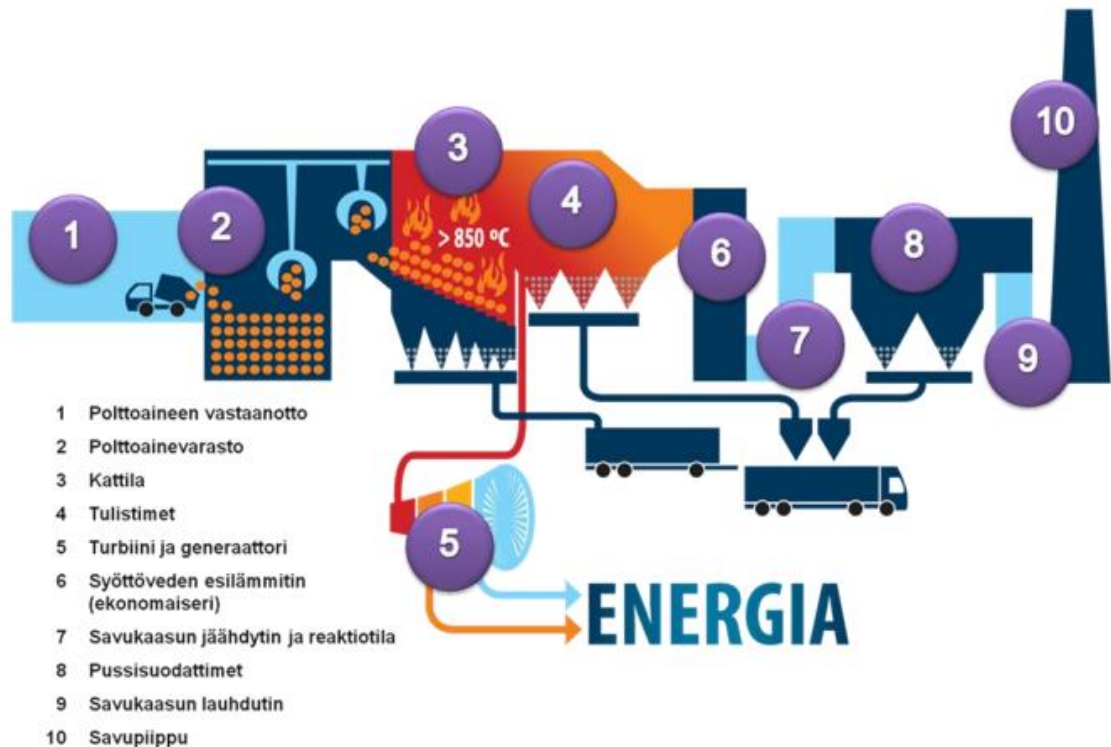 10
3
4
1
2
6
8
> 850 ºC
7
9
5
ENERGIA
1 Polttoaineen vastaanotto
2 Polttoainevarasto
3 Kattila
4 Tulistimet
5 Turbiini ja generaattori
6 Syöttöveden esilämmitin
(ekonomaiseri)
7 Savukaasun jäähdytin ja reaktiotila
8 Pussisuodattimet
9 Savukaasun lauhdutin
10 Savupiippu